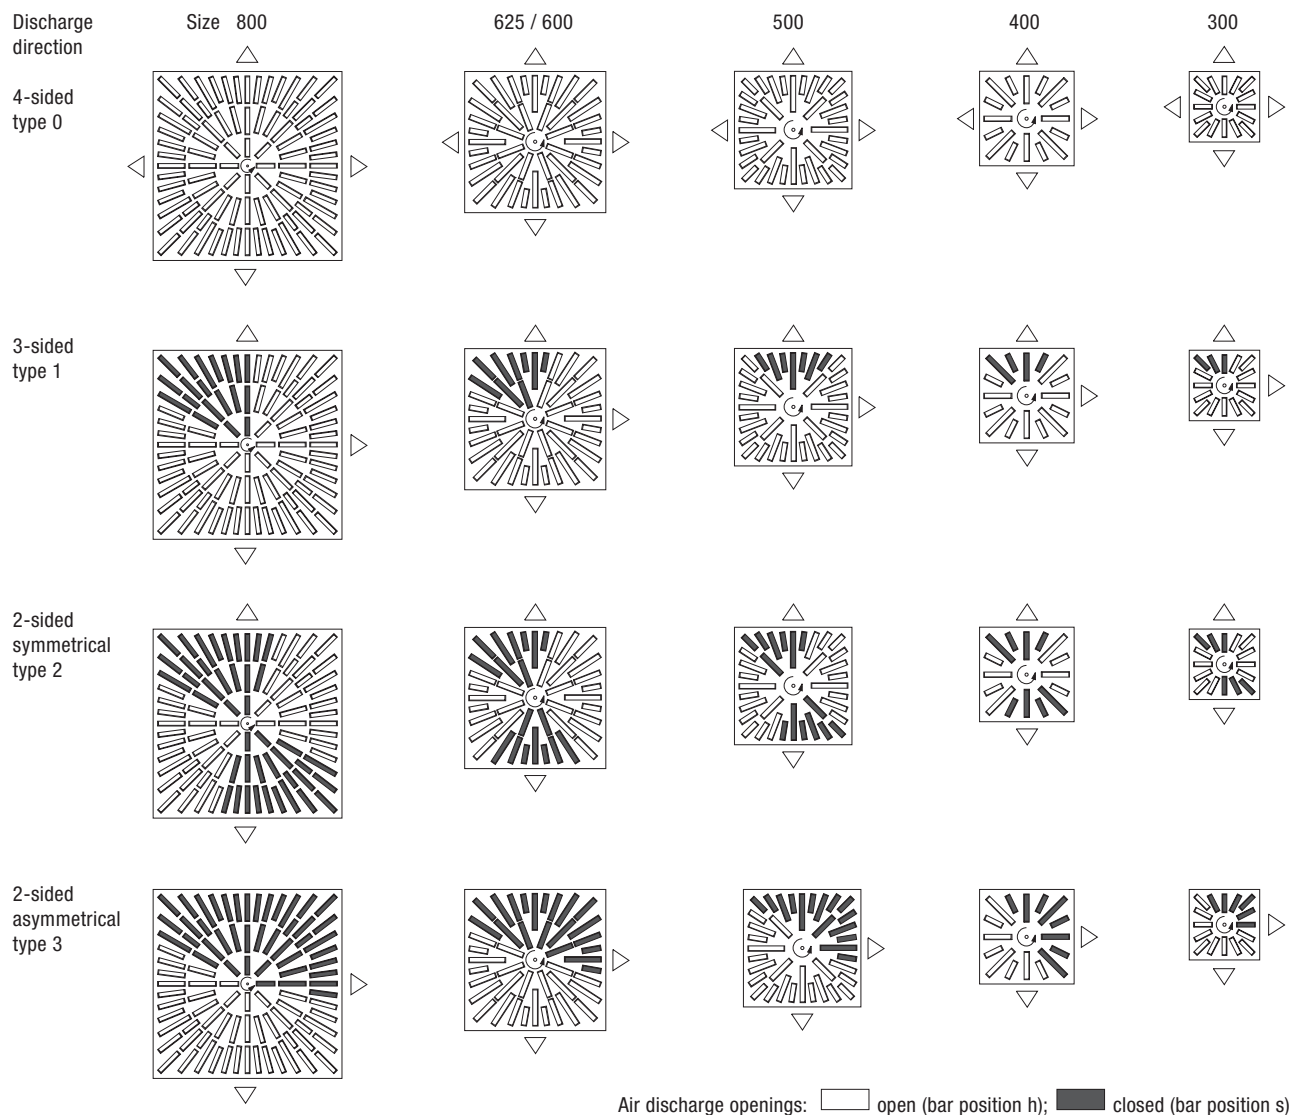 Discharge direction
Size 800
625 / 600
500
400
300
4-sided
type 0
3-sided
type 1
2-sided
symmetrical
type 2
2-sided
asymmetrical
type 3
Air discharge openings: open (bar position h); closed (bar position s)